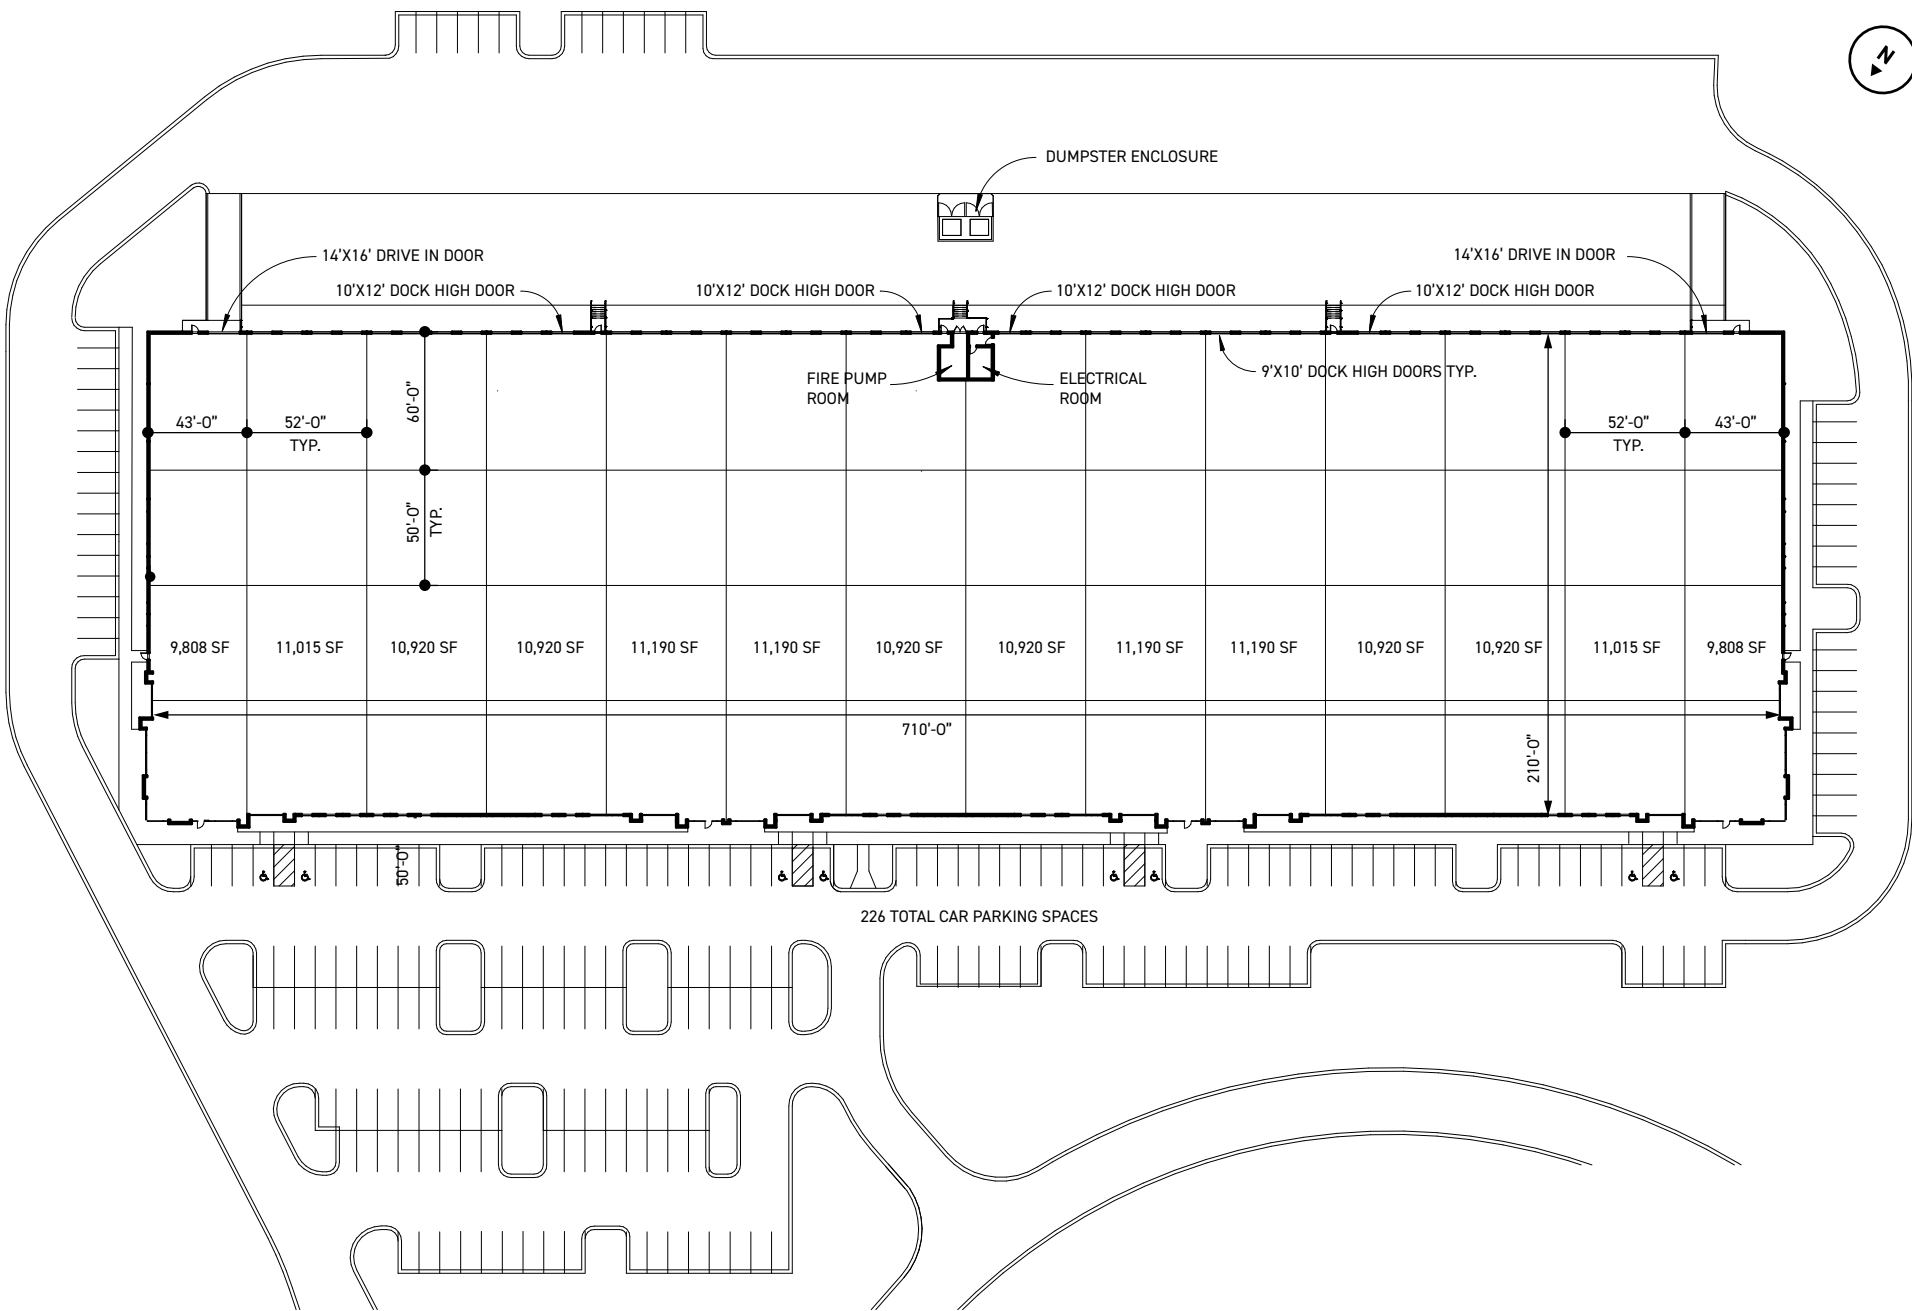 N
DUMPSTER ENCLOSURE
14'X16' DRIVE IN DOOR
14'X16' DRIVE IN DOOR
10'X12' DOCK HIGH DOOR
10'X12' DOCK HIGH DOOR
10'X12' DOCK HIGH DOOR
10'X12' DOCK HIGH DOOR
FIRE PUMP
ROOM
ELECTRICAL
ROOM
9'X10' DOCK HIGH DOORS TYP.
60'-0"
43'-0"
52'-0"
TYP.
52'-0"
TYP.
43'-0"
50'-0"
TYP.
9,808 SF
11,015 SF
10,920 SF
10,920 SF
11,190 SF
11,190 SF
10,920 SF
10,920 SF
11,190 SF
11,190 SF
10,920 SF
10,920 SF
11,015 SF
9,808 SF
710'-0"
210'-0"
50'-0"
226 TOTAL CAR PARKING SPACES